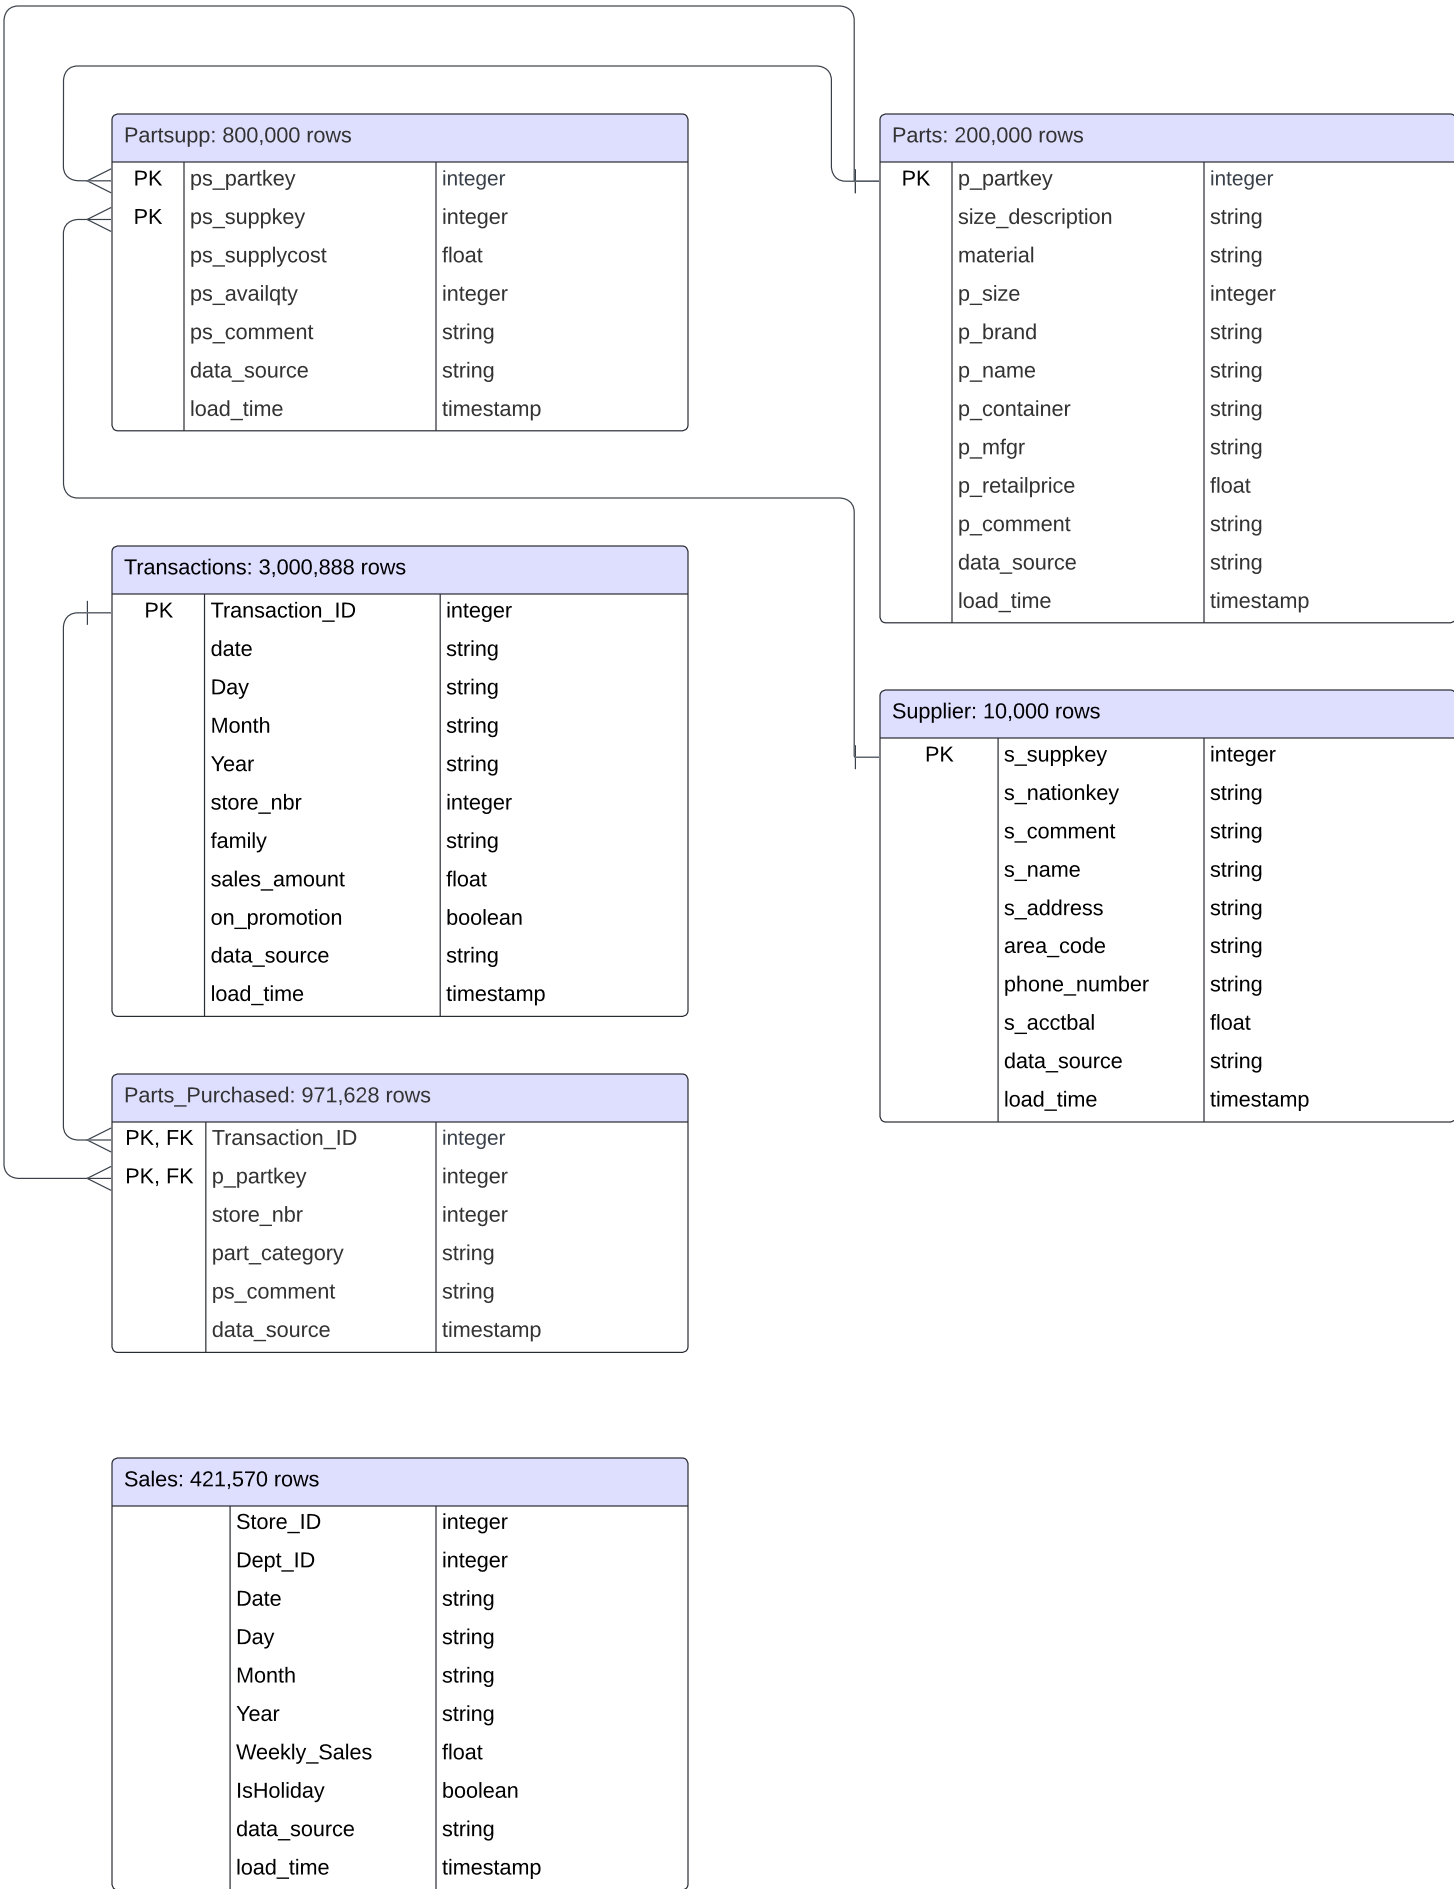 Partsupp: 800,000 rows
PK ps_partkey integer
PK ps_suppkey integer
ps_supplycost float
ps_availqty integer
ps_comment string
data_source string
load_time timestamp
Parts: 200,000 rows
PK p_partkey integer
size_description string
material string
p_size integer
p_brand string
p_name string
p_container string
p_mfgr string
p_retailprice float
p_comment string
data_source string
load_time timestamp
Transactions: 3,000,888 rows
PK Transaction_ID integer
date string
Day string
Month string
Year string
store_nbr integer
family string
sales_amount float
on_promotion boolean
data_source string
load_time timestamp
Supplier: 10,000 rows
PK s_suppkey integer
s_nationkey string
s_comment string
s_name string
s_address string
area_code string
phone_number string
s_acctbal float
data_source string
load_time timestamp
Parts_Purchased: 971,628 rows
PK, FK Transaction_ID integer
PK, FK p_partkey integer
store_nbr integer
part_category string
ps_comment string
data_source timestamp
Sales: 421,570 rows
Store_ID integer
Dept_ID integer
Date string
Day string
Month string
Year string
Weekly_Sales float
IsHoliday boolean
data_source string
load_time timestamp